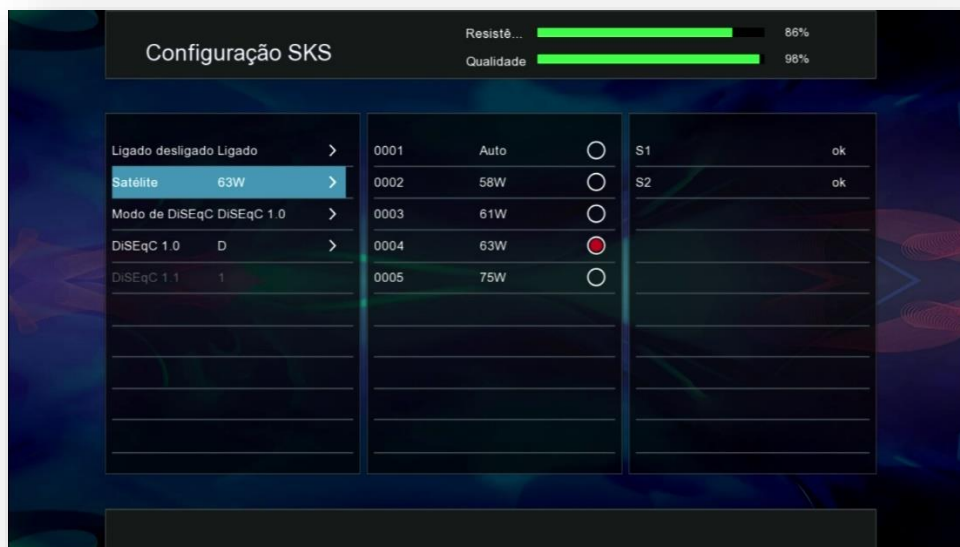 Configuração SKS
Resistê... 86%
Qualidade 98%
Ligado desligado Ligado >
Satélite 63W >
Modo de DiSEqC DiSEqC 1.0 >
DiSEqC 1.0 D >
DiSEqC 1.1 1
0001 Auto
0002 58W
0003 61W
0004 63W
0005 75W
S1 ok
S2 ok